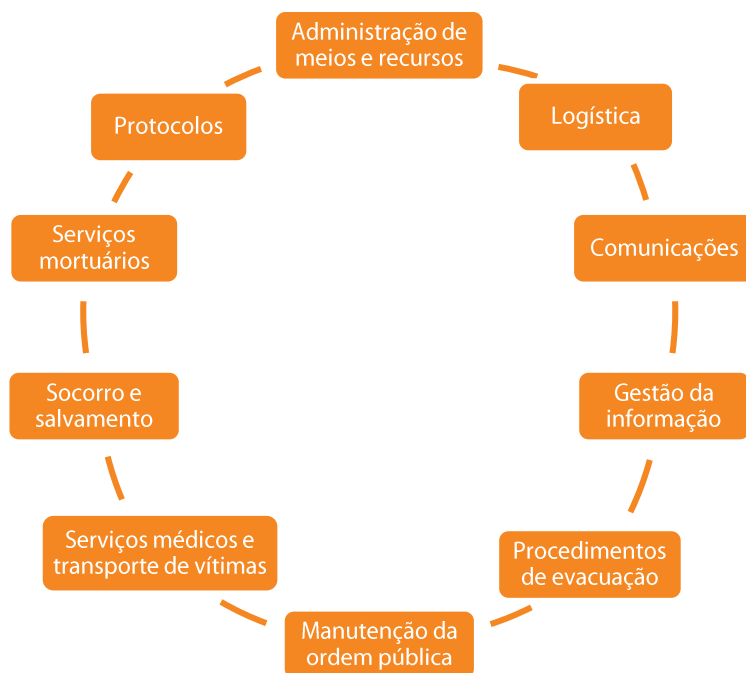 Administração de
meios e recursos
Logística
Comunicações
Gestão da
informação
Procedimentos
de evacuação
Manutenção da
ordem pública
Serviços médicos e
transporte de vítimas
Socorro e
salvamento
Serviços
mortuários
Protocolos